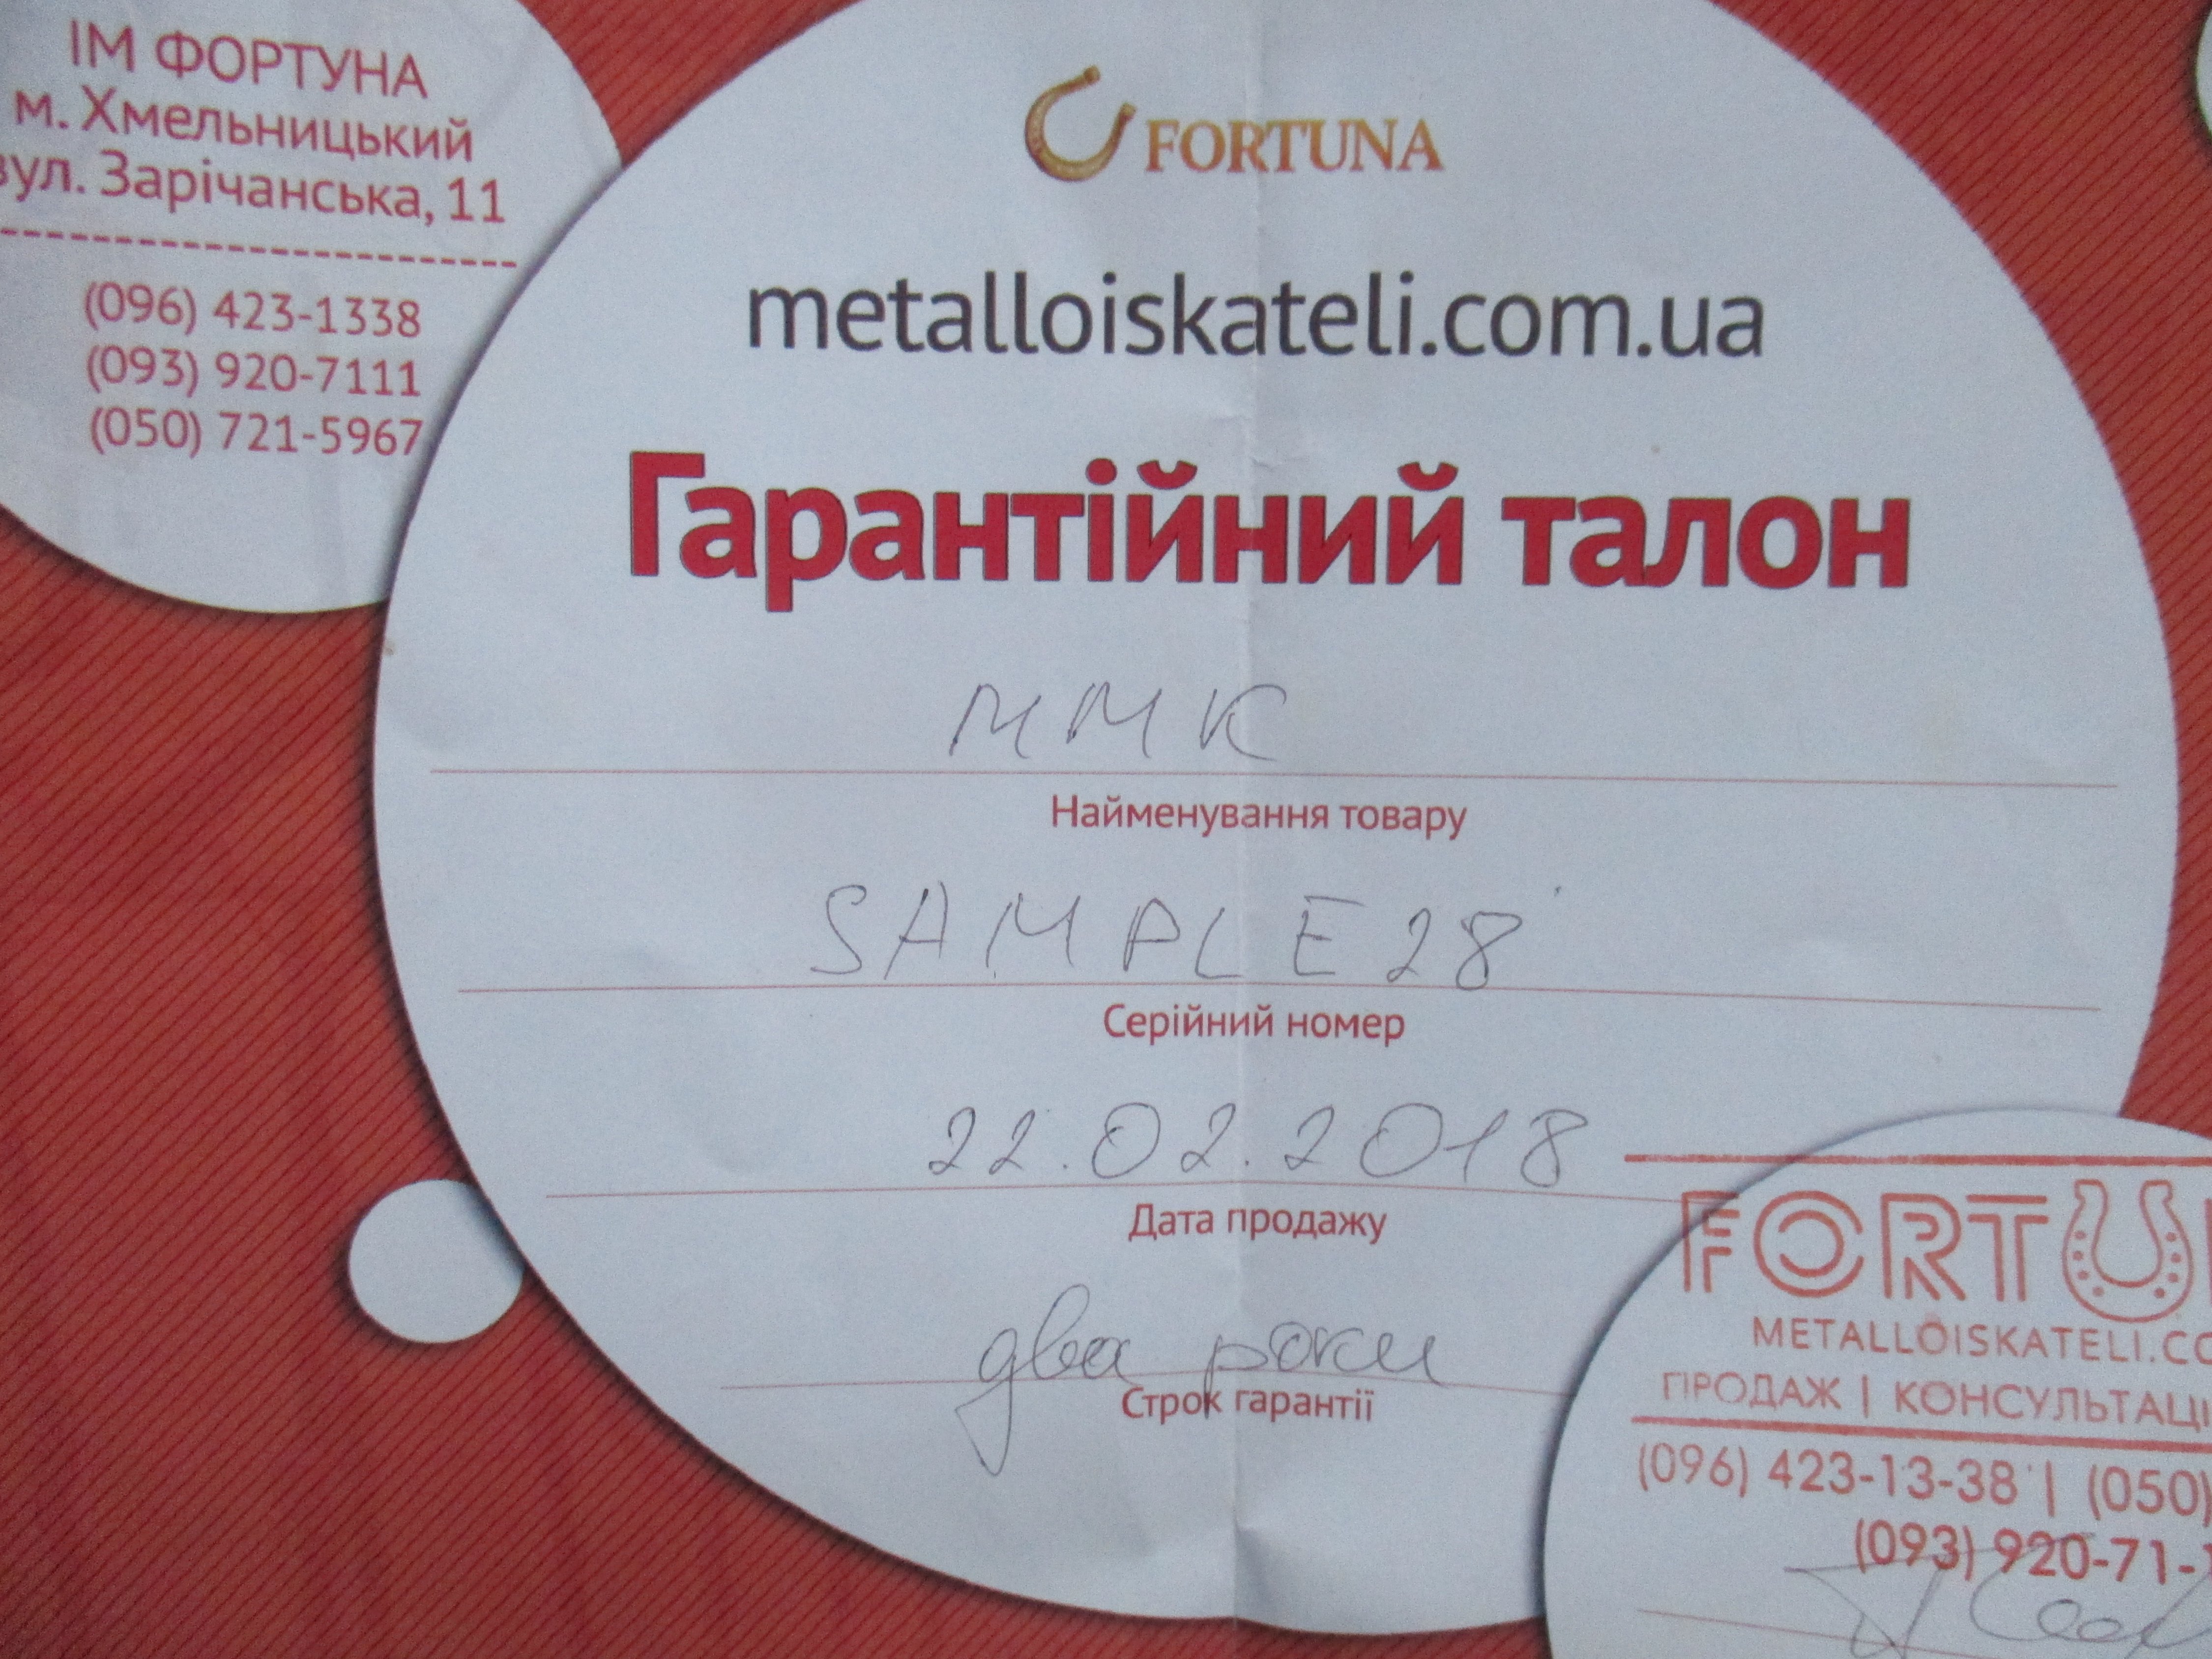 ІМ ФОРТУНА
м. Хмельницький
вул. Зарічанська, 11
(096) 423-1338
(093) 920-7111
(050) 721-5967
FORTUNA
metalloiskateli.com.ua
Гарантійний талон
ММК
Найменування товару
SAMPLE28
Серійний номер
22.02.2018
Дата продажу
два роки
Строк гарантії
FORTU
METALLOISKATELI.CO
ПРОДАЖ | КОНСУЛЬТАЦІ
(096) 423-13-38 | (050)
(093) 920-71-1